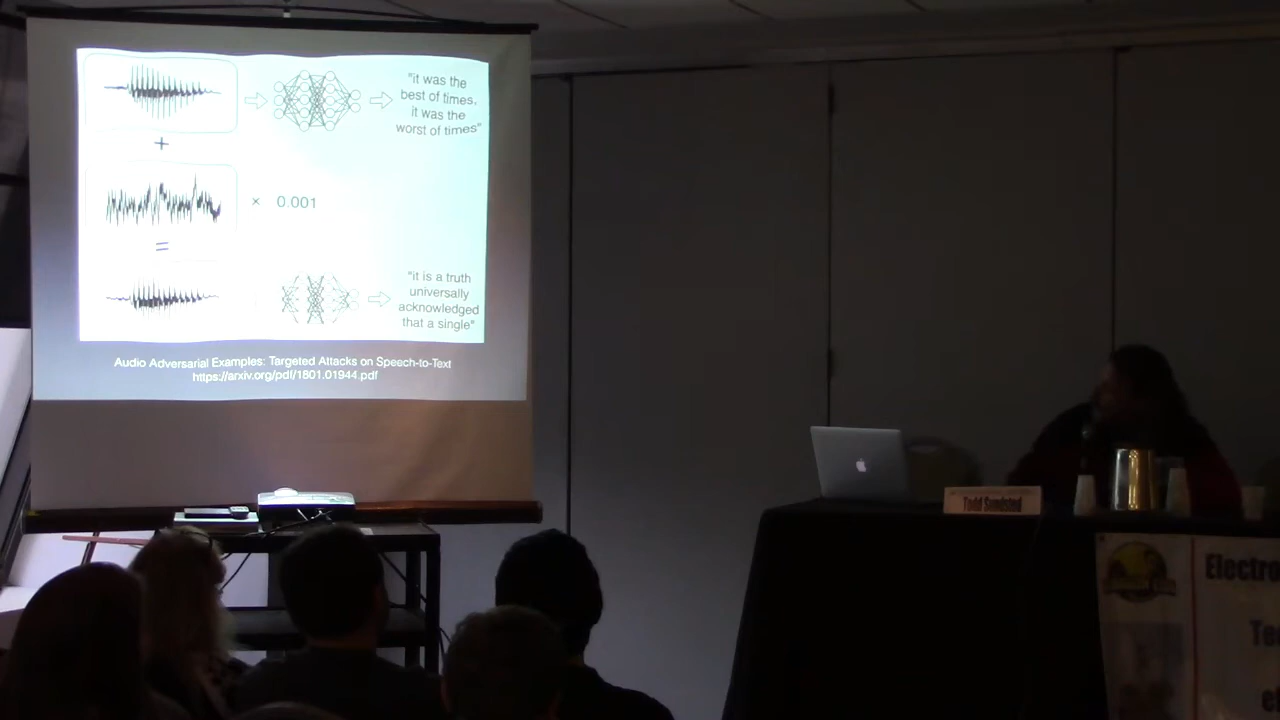 "it was the
best of times,
it was the
worst of times"
+
× 0.001
=
"it is a truth
universally
acknowledged
that a single"
Audio Adversarial Examples: Targeted Attacks on Speech-to-Text
https://arxiv.org/pdf/1801.01944.pdf
Todd Sundsted